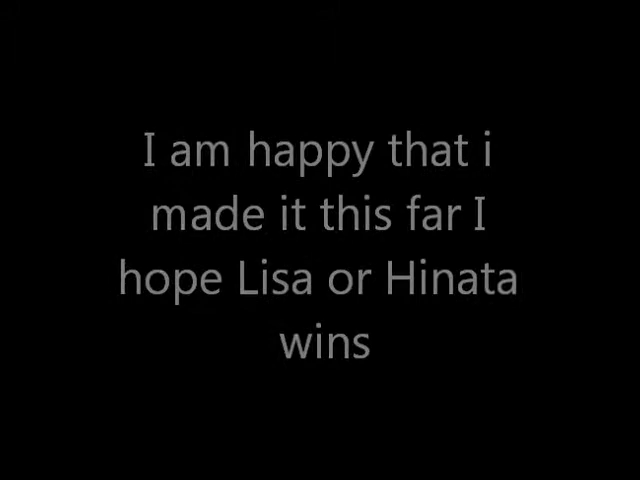 I am happy that i
made it this far I
hope Lisa or Hinata
wins